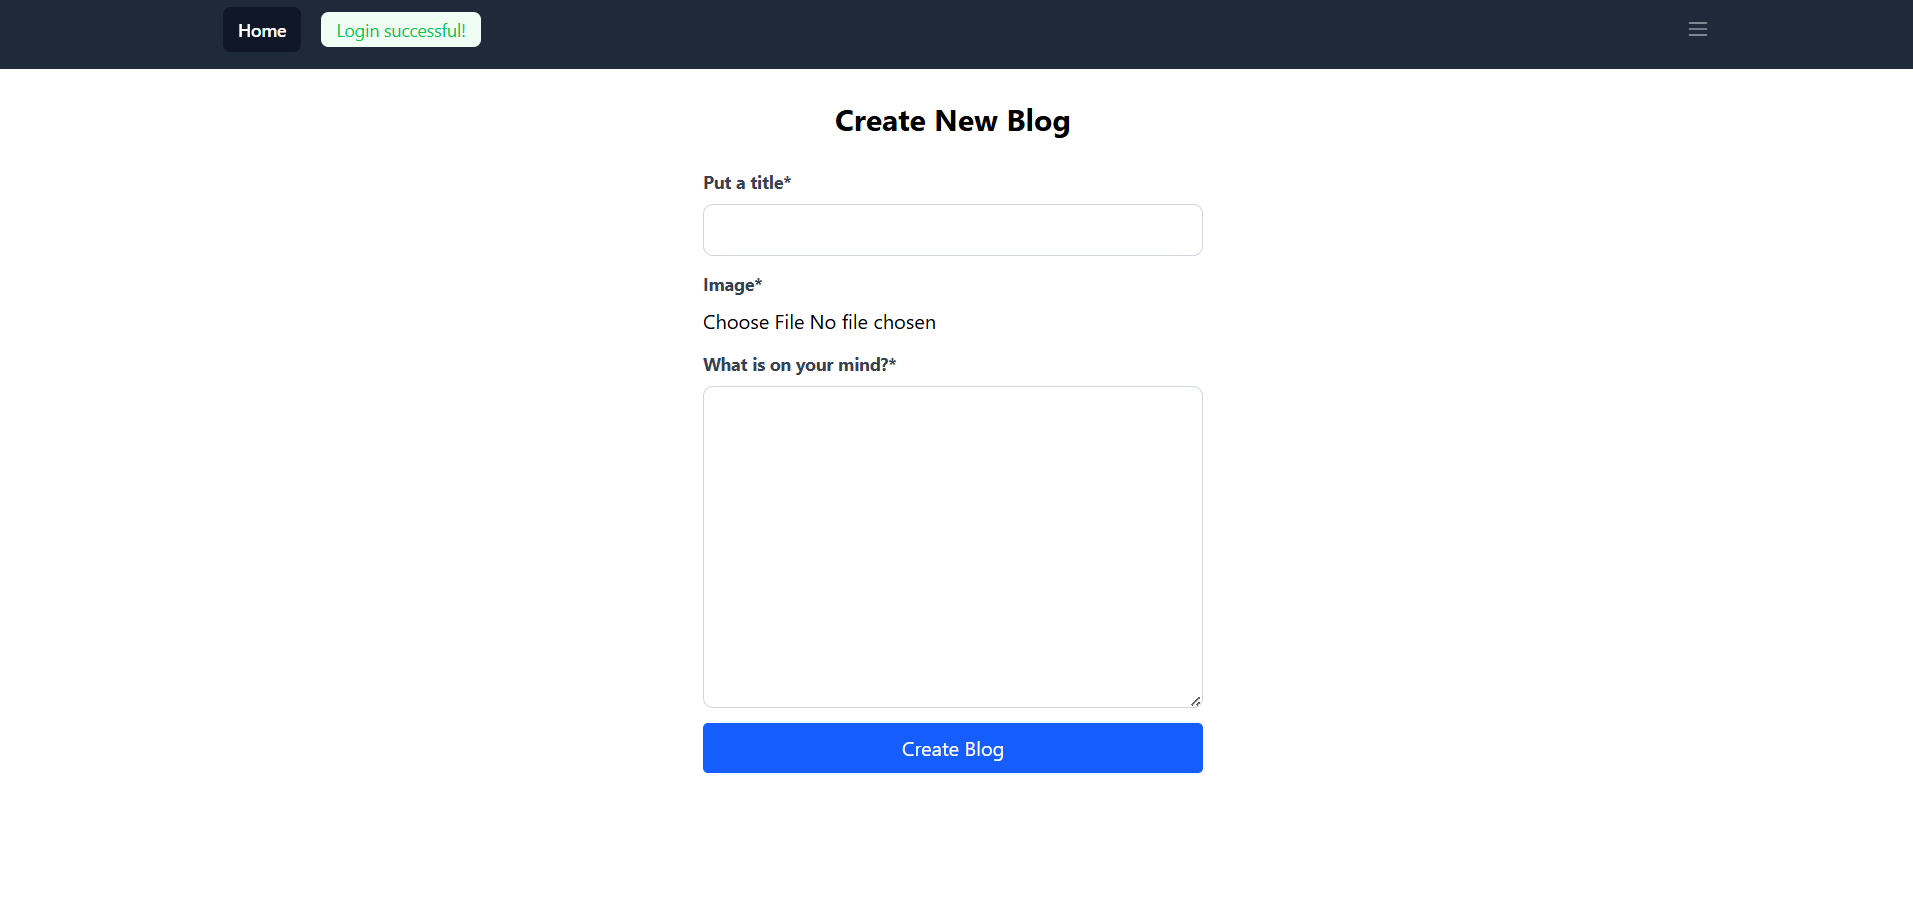 Home Login successful!
Create New Blog
Put a title*
Image*
Choose File No file chosen
What is on your mind?*
Create Blog